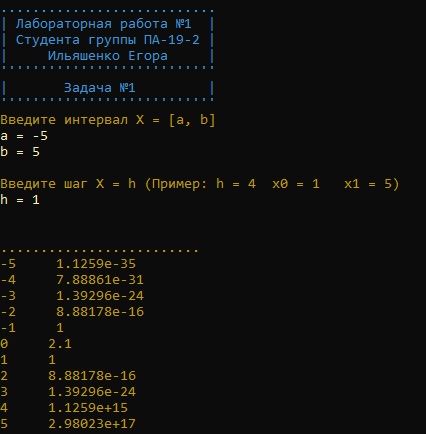 Лабораторная работа №1
Студента группы ПА-19-2
Ильяшенко Егора
Задача №1
Введите интервал X = [a, b]
a = -5
b = 5
Введите шаг X = h (Пример: h = 4 x0 = 1 x1 = 5)
h = 1
-5 1.1259e-35
-4 7.88861e-31
-3 1.39296e-24
-2 8.88178e-16
-1 1
0 2.1
1 1
2 8.88178e-16
3 1.39296e-24
4 1.1259e+15
5 2.98023e+17